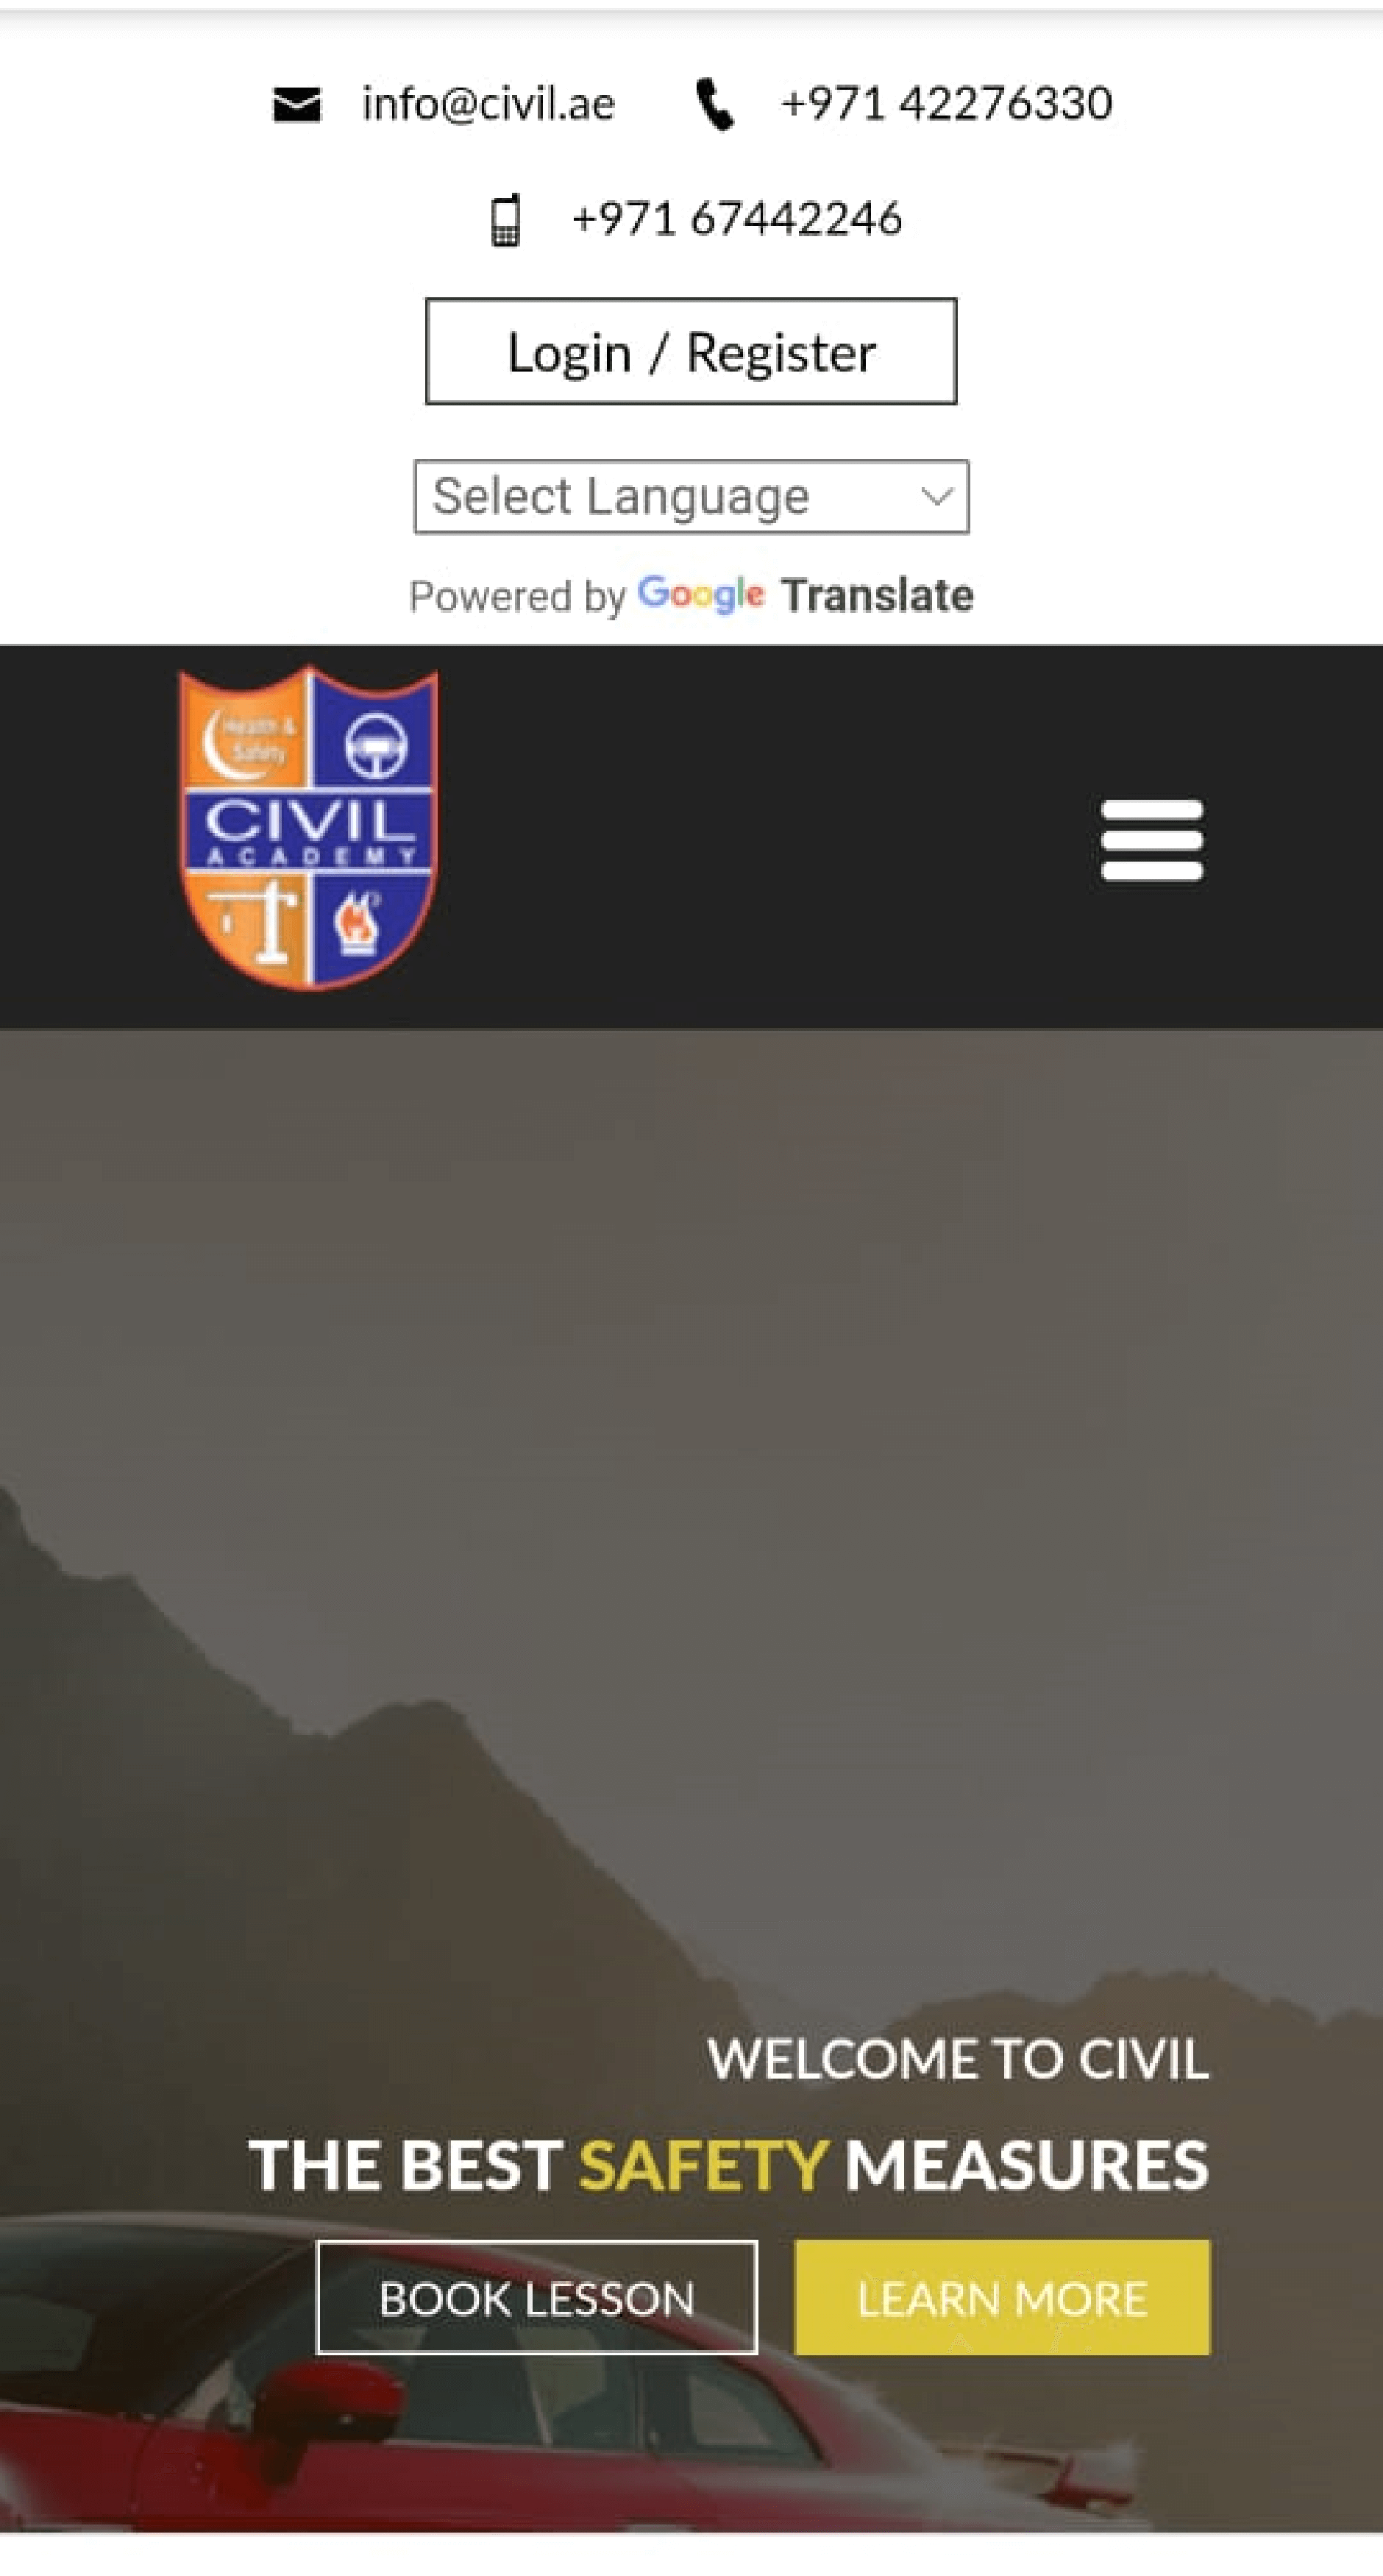 info@civil.ae +971 42276330
+971 67442246
Login / Register
Select Language
Powered by Google Translate
Health &
Safety
CIVIL
ACADEMY
WELCOME TO CIVIL
THE BEST SAFETY MEASURES
BOOK LESSON LEARN MORE